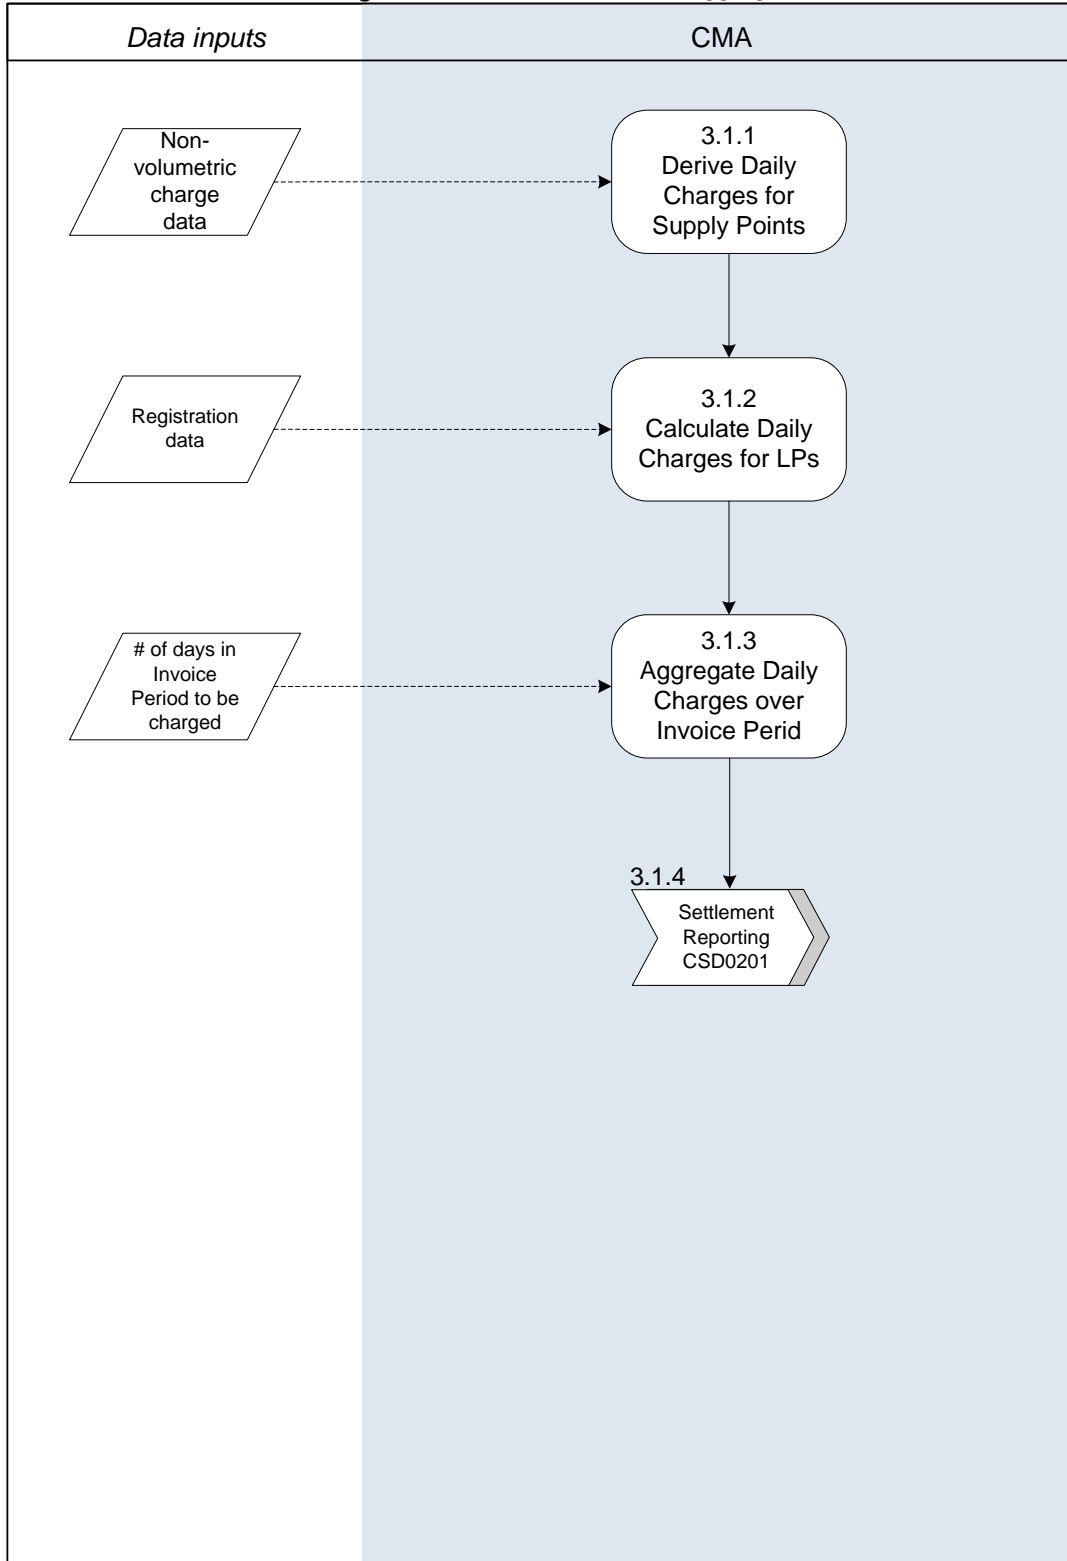 Data inputs
CMA
Non-
volumetric
charge
data
3.1.1
Derive Daily
Charges for
Supply Points
Registration
data
3.1.2
Calculate Daily
Charges for LPs
# of days in
Invoice
Period to be
charged
3.1.3
Aggregate Daily
Charges over
Invoice Perid
3.1.4
Settlement
Reporting
CSD0201